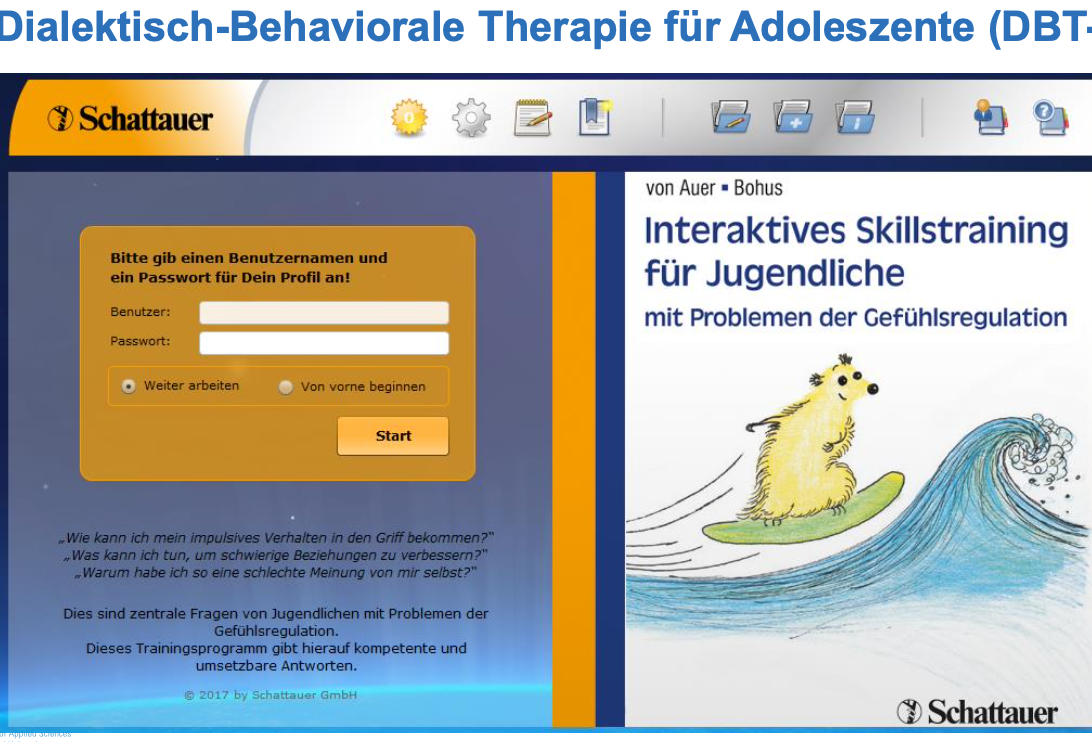 Dialektisch-Behaviorale Therapie für Adoleszente (DBT-
Schattauer
0
von Auer ▪ Bohus
Interaktives Skillstraining
für Jugendliche
mit Problemen der Gefühlsregulation
Bitte gib einen Benutzernamen und
ein Passwort für Dein Profil an!
Benutzer:
Passwort:
Weiter arbeiten
Von vorne beginnen
Start
„Wie kann ich mein impulsives Verhalten in den Griff bekommen?“
„Was kann ich tun, um schwierige Beziehungen zu verbessern?“
„Warum habe ich so eine schlechte Meinung von mir selbst?“
Dies sind zentrale Fragen von Jugendlichen mit Problemen der
Gefühlsregulation.
Dieses Trainingsprogramm gibt hierauf kompetente und
umsetzbare Antworten.
© 2017 by Schattauer GmbH
Schattauer
Applied Sciences